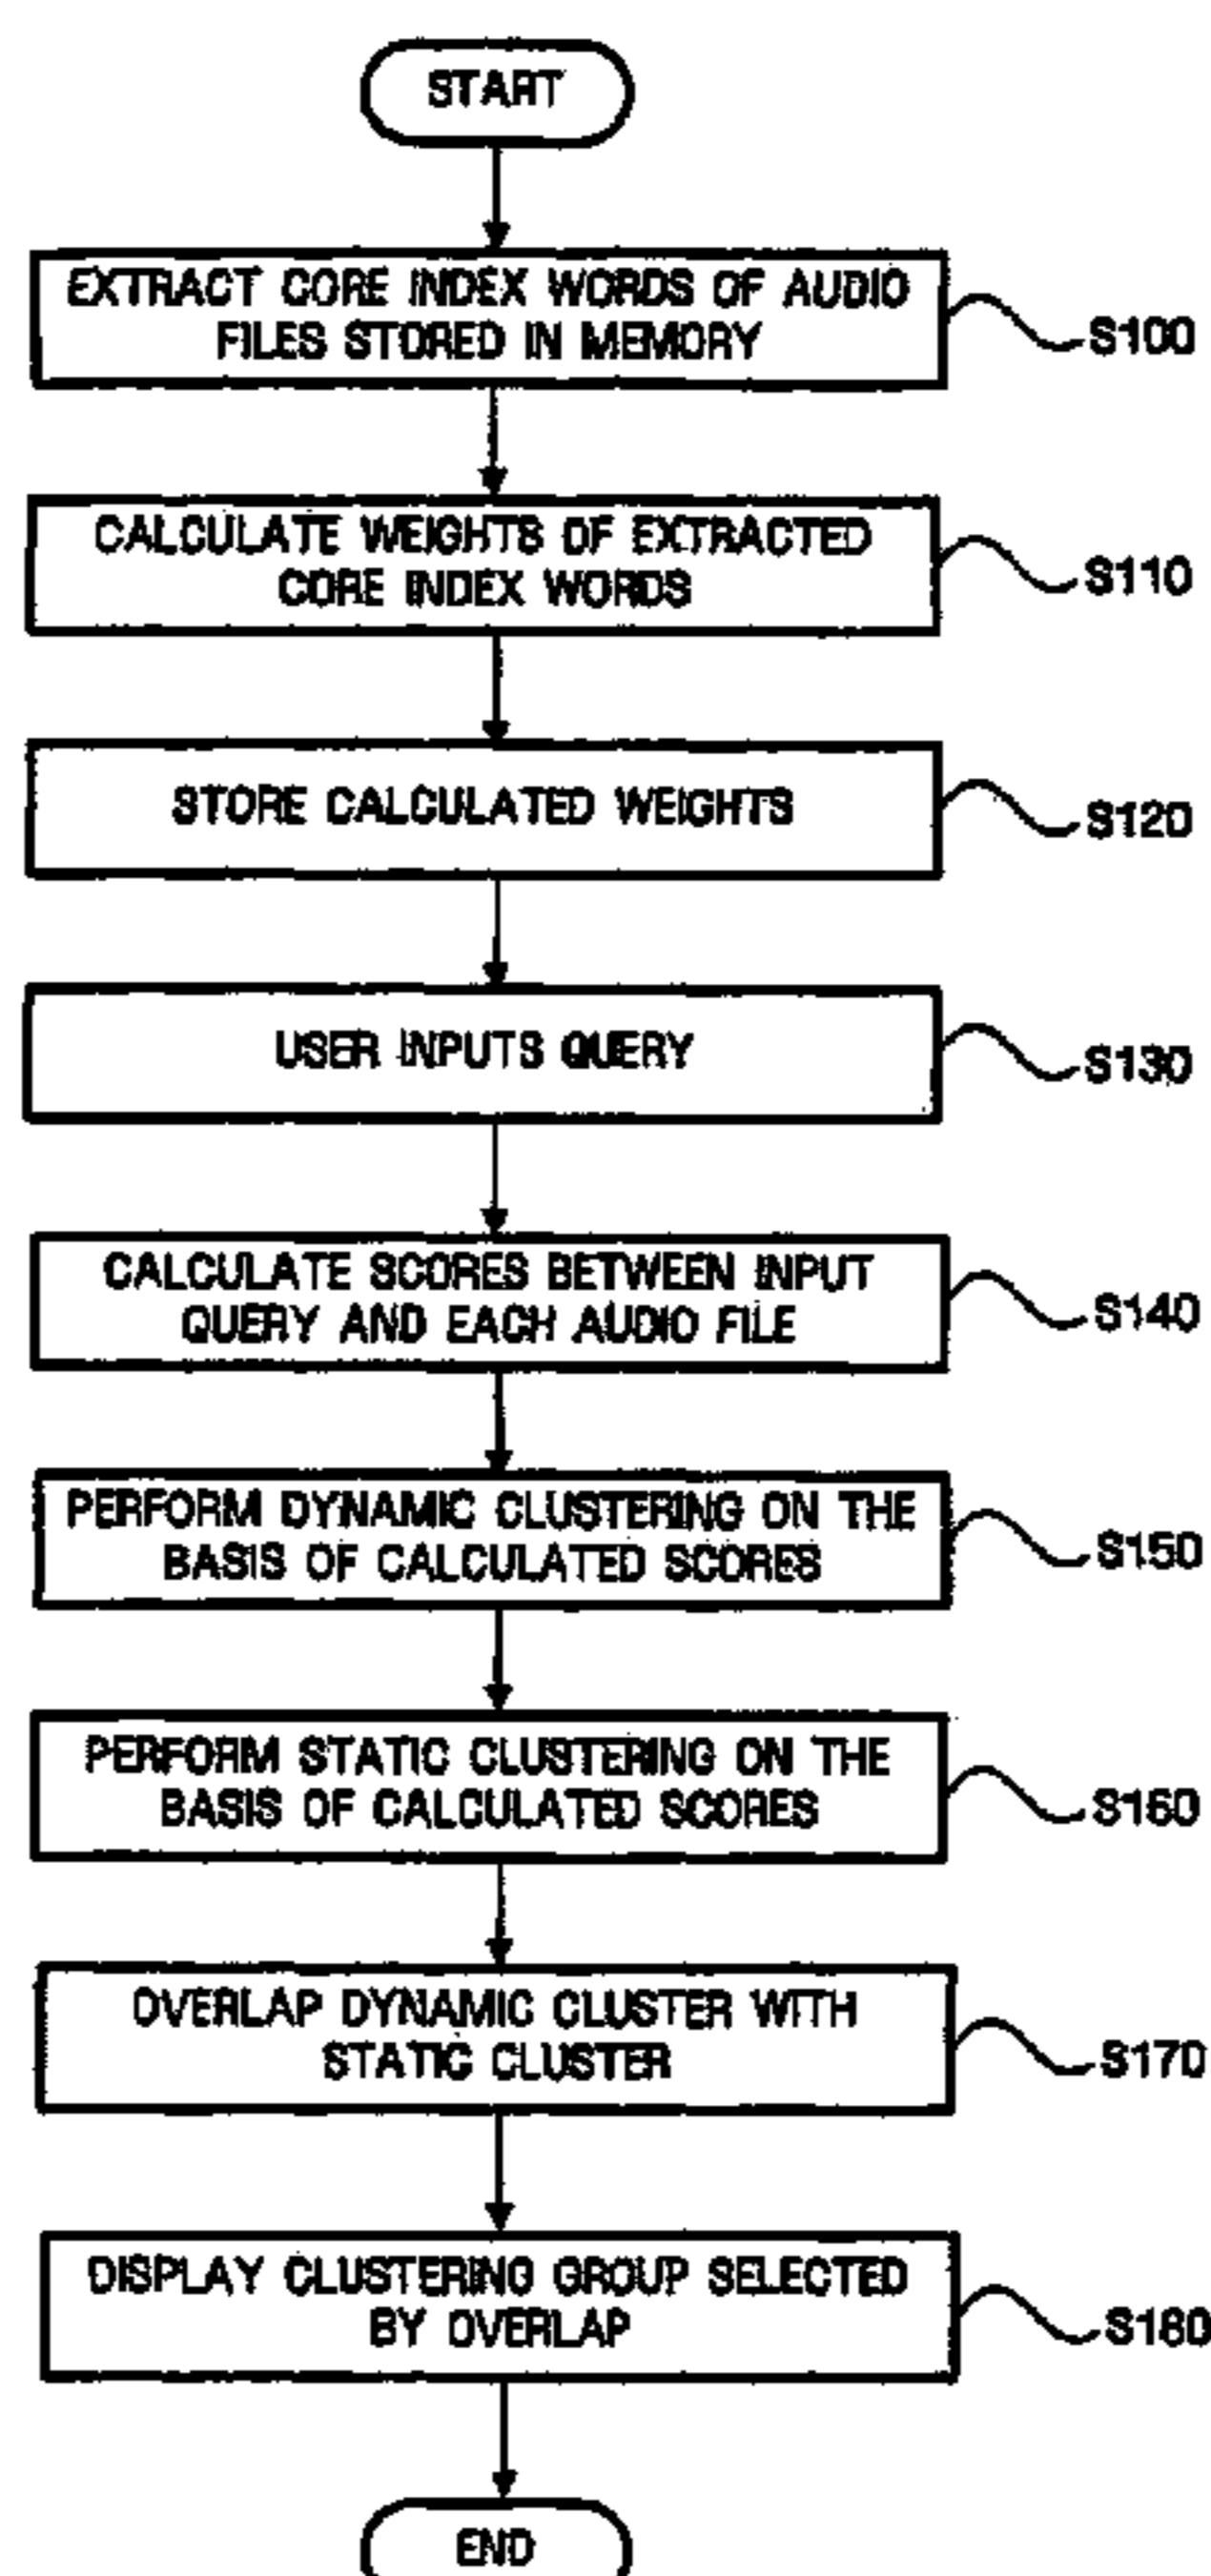 START
EXTRACT CORE INDEX WORDS OF AUDIO
FILES STORED IN MEMORY
S100
CALCULATE WEIGHTS OF EXTRACTED
CORE INDEX WORDS
S110
STORE CALCULATED WEIGHTS
S120
USER INPUTS QUERY
S130
CALCULATE SCORES BETWEEN INPUT
QUERY AND EACH AUDIO FILE
S140
PERFORM DYNAMIC CLUSTERING ON THE
BASIS OF CALCULATED SCORES
S150
PERFORM STATIC CLUSTERING ON THE
BASIS OF CALCULATED SCORES
S160
OVERLAP DYNAMIC CLUSTER WITH
STATIC CLUSTER
S170
DISPLAY CLUSTERING GROUP SELECTED
BY OVERLAP
S180
END